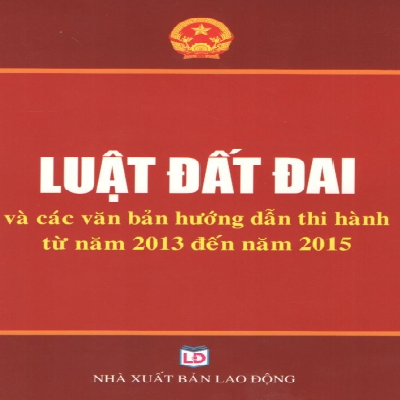 LUẬT ĐẤT ĐAI
và các văn bản hướng dẫn thi hành
từ năm 2013 đến năm 2015
LĐ
NHÀ XUẤT BẢN LAO ĐỘNG